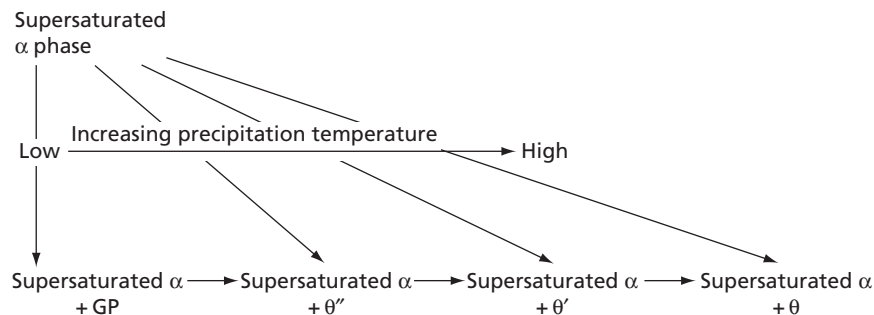 Supersaturated
α phase
Increasing precipitation temperature
Low
High
Supersaturated α
+ GP
Supersaturated α
+ θ″
Supersaturated α
+ θ′
Supersaturated α
+ θ